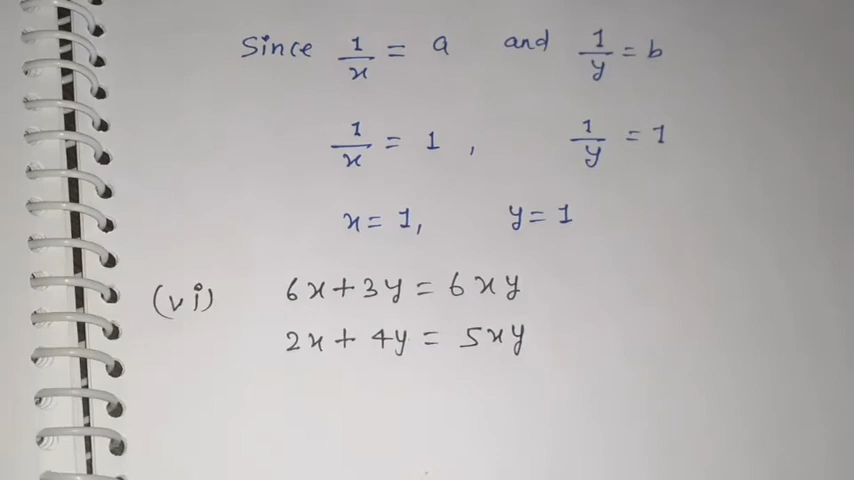 Since 1/x = a and 1/y = b
1/x = 1, 1/y = 1
x = 1, y = 1
(vi) 6x + 3y = 6xy
2x + 4y = 5xy